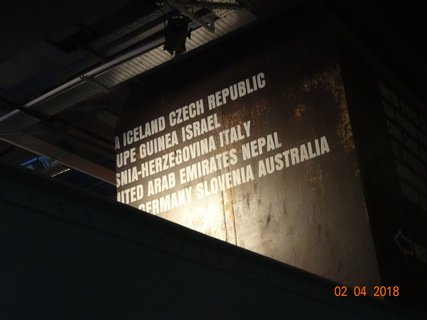 A ICELAND CZECH REPUBLIC
UPE GUINEA ISRAEL
SNIA-HERZEGOVINA ITALY
ITED ARAB EMIRATES NEPAL
GERMANY SLOVENIA AUSTRALIA
02 04 2018